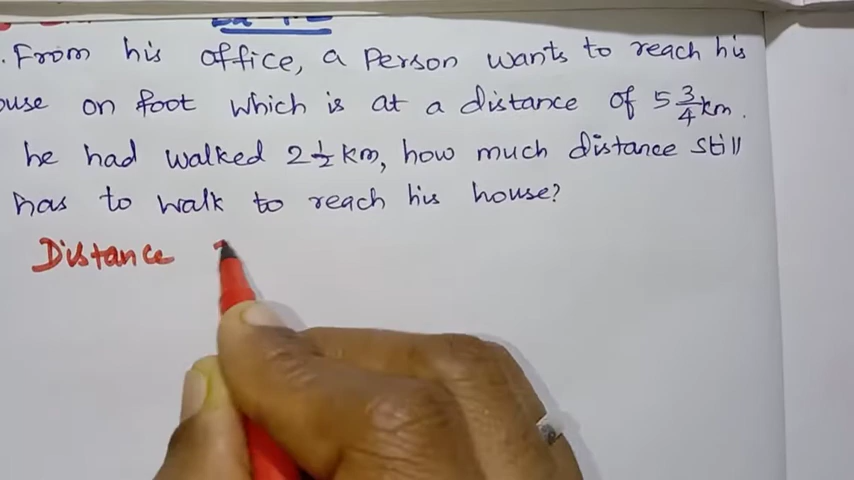 . From his office, a Person wants to reach his
ouse on foot which is at a distance of 5 3/4 km.
he had walked 2 1/2 km, how much distance still
has to walk to reach his house?
Distance